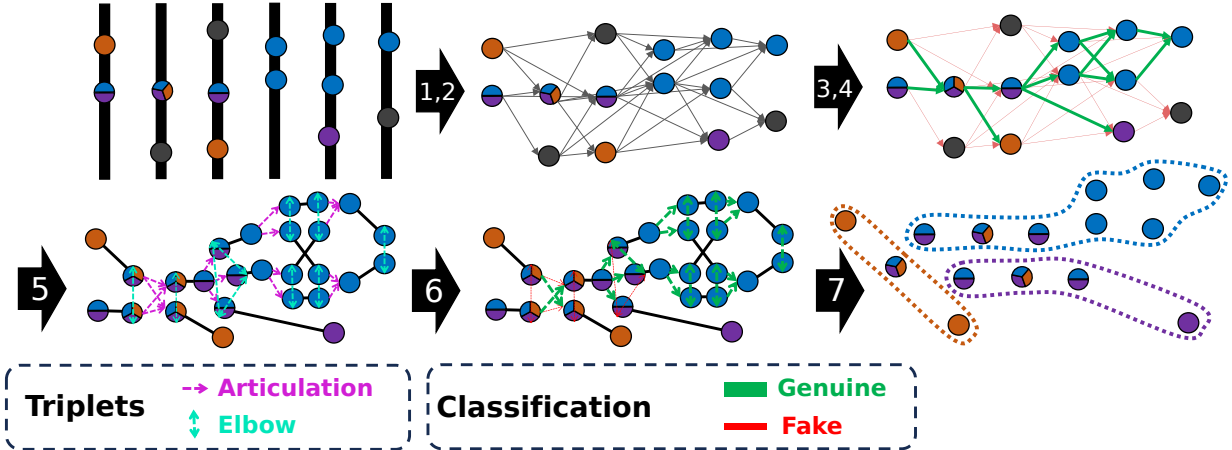 1,2
3,4
5
6
7
Triplets
Articulation
Elbow
Classification
Genuine
Fake